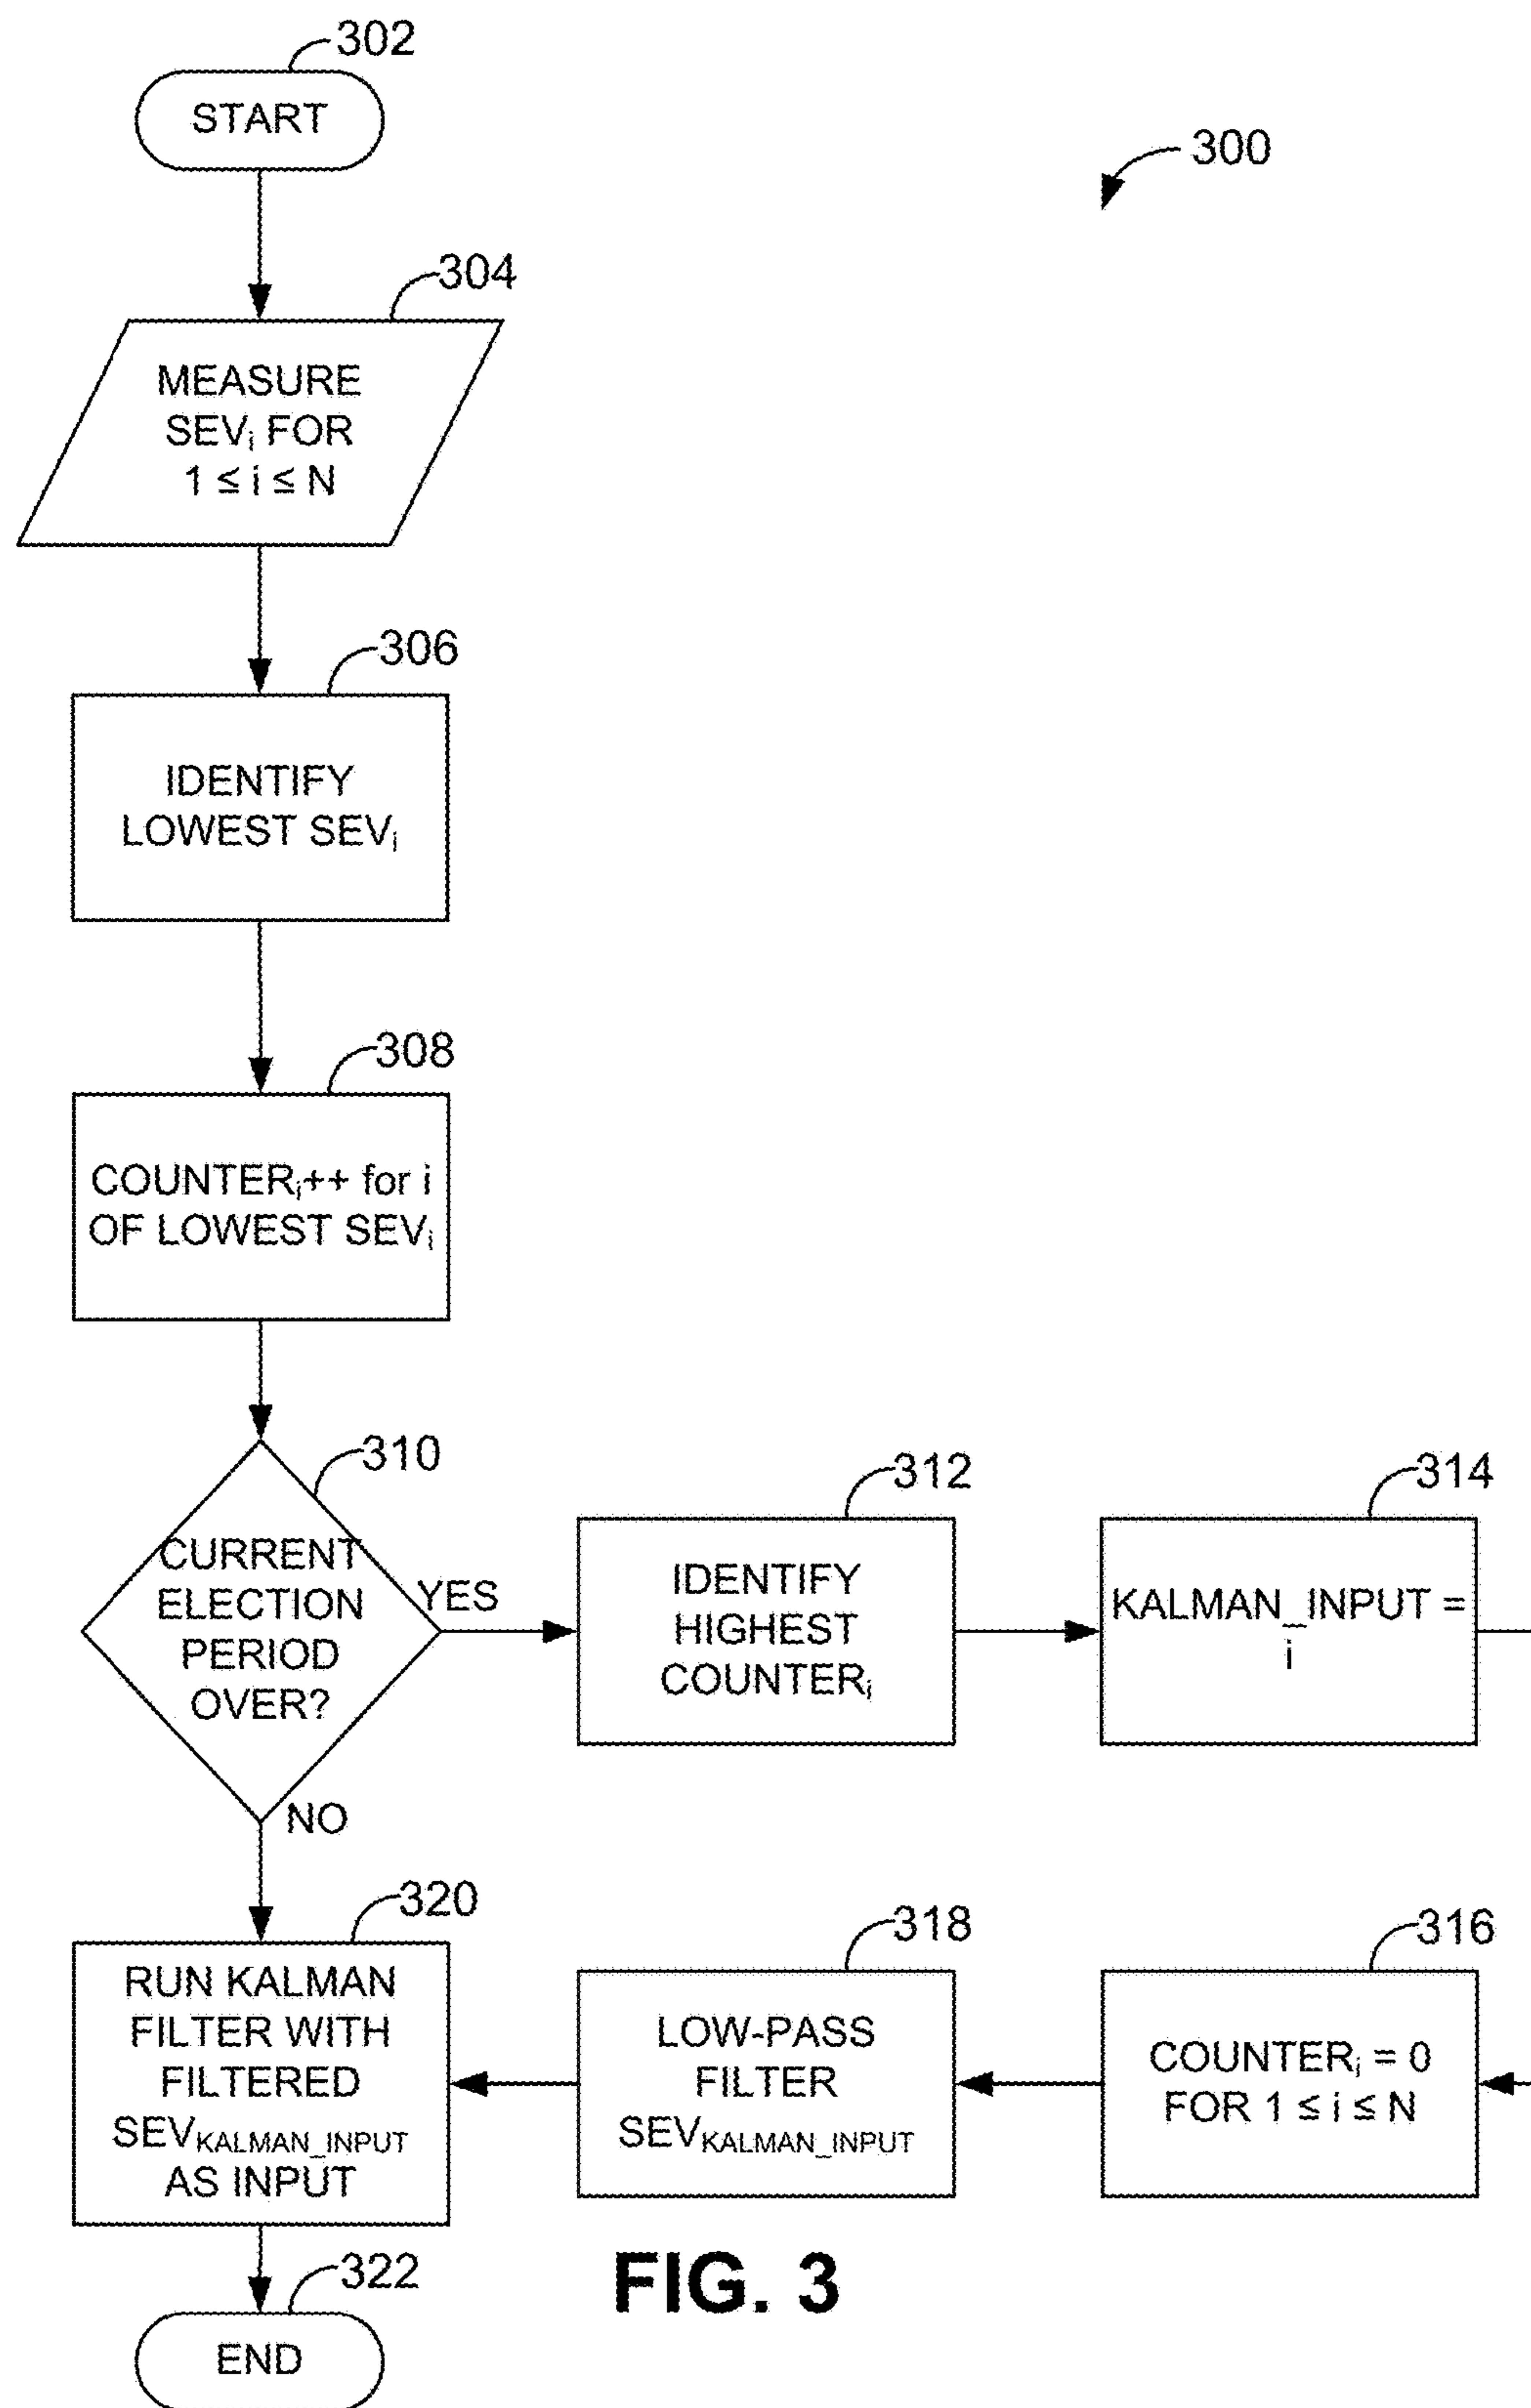 302
START
300
304
MEASURE
SEVi FOR
1 ≤ i ≤ N
306
IDENTIFY
LOWEST SEVi
308
COUNTERi++ for i
OF LOWEST SEVi
310
CURRENT
ELECTION
PERIOD
OVER?
YES
NO
312
IDENTIFY
HIGHEST
COUNTERi
314
KALMAN_INPUT =
i
316
COUNTERi = 0
FOR 1 ≤ i ≤ N
318
LOW-PASS
FILTER
SEVKALMAN_INPUT
320
RUN KALMAN
FILTER WITH
FILTERED
SEVKALMAN_INPUT
AS INPUT
322
END
FIG. 3